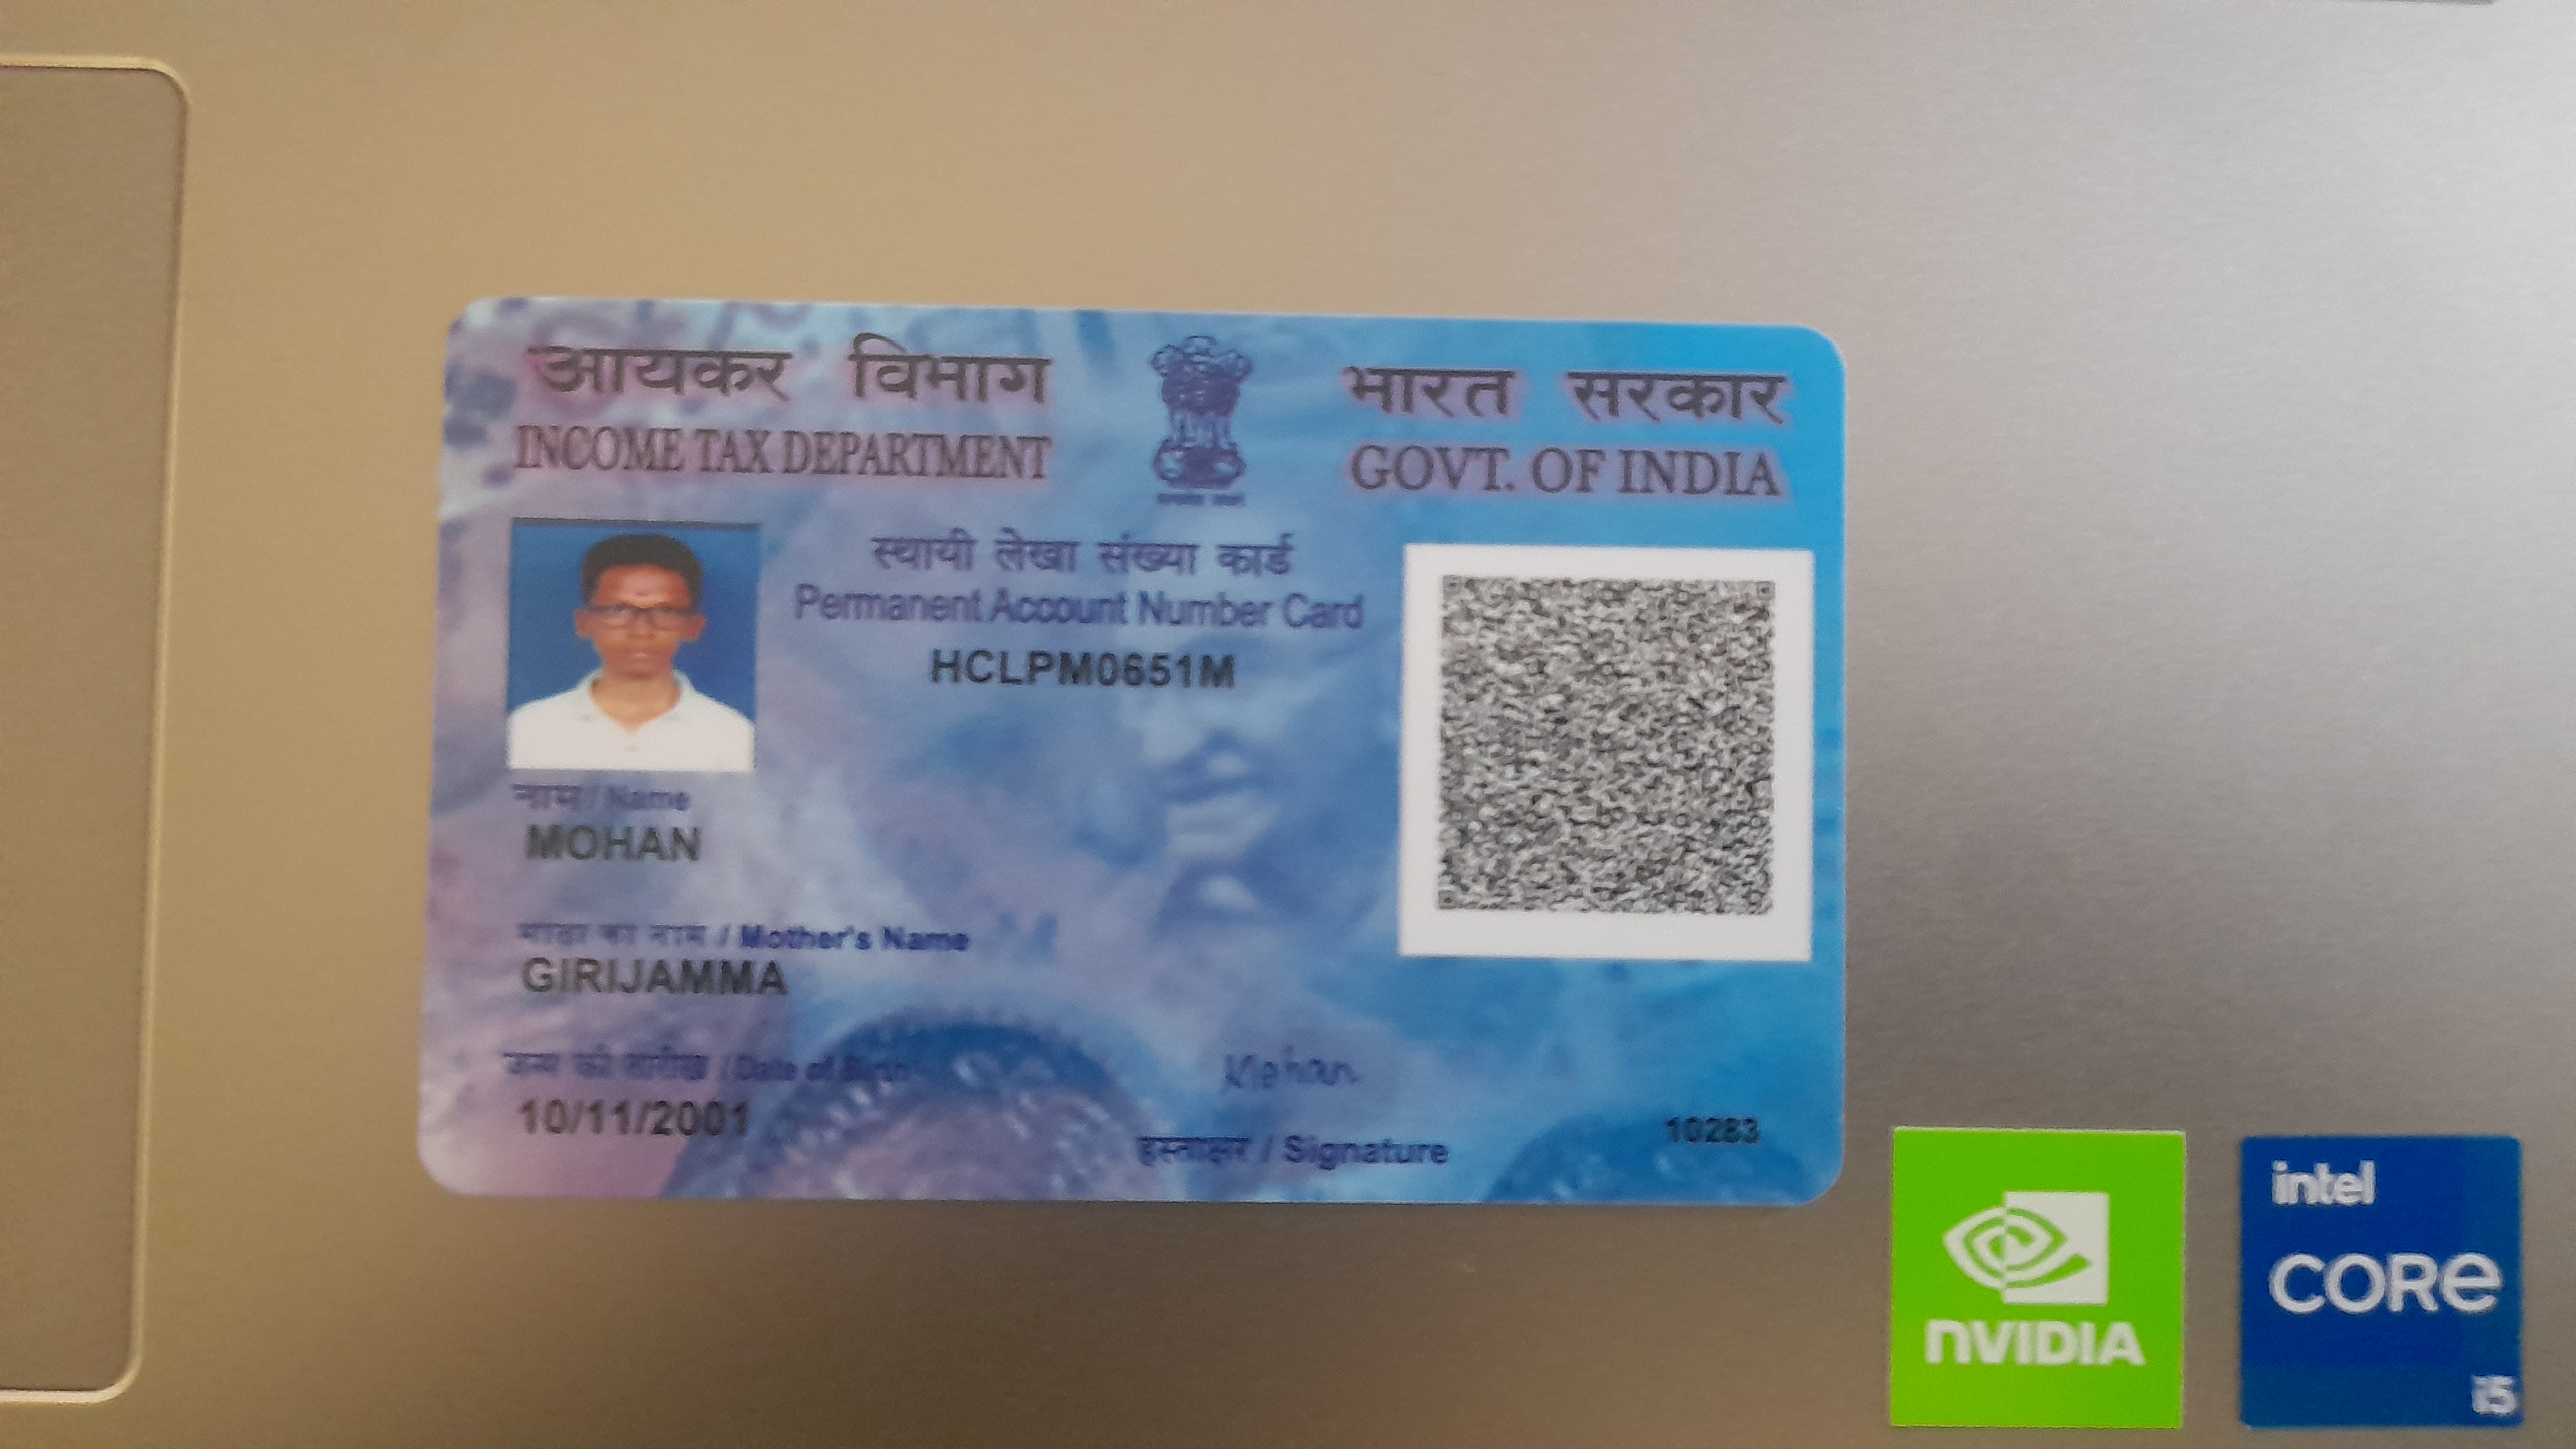 आयकर विभाग
INCOME TAX DEPARTMENT
भारत सरकार
GOVT. OF INDIA
स्थायी लेखा संख्या कार्ड
Permanent Account Number Card
HCLPM0651M
नाम / Name
MOHAN
माता का नाम / Mother's Name
GIRIJAMMA
जन्म की तारीख / Date of Birth
10/11/2001
Mohan
हस्ताक्षर / Signature
10283
NVIDIA
intel
CORe
i5